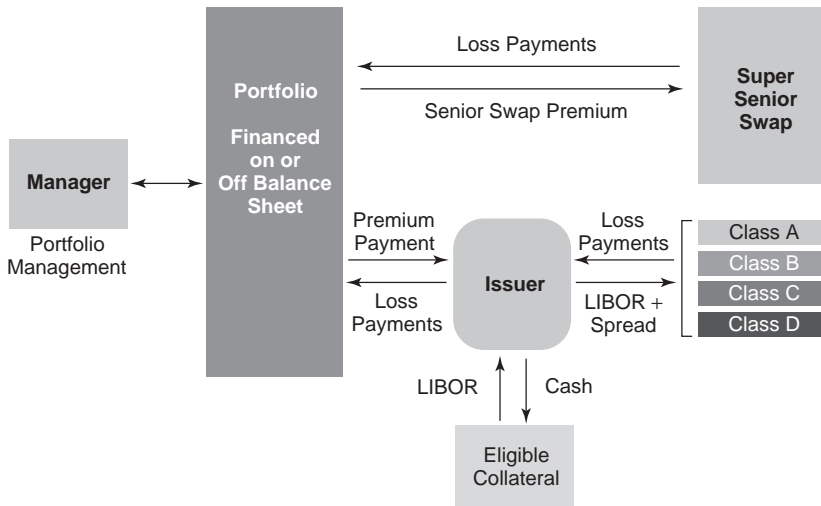 Loss Payments
Senior Swap Premium
Super
Senior
Swap
Portfolio
Financed
on or
Off Balance
Sheet
Manager
Portfolio
Management
Premium
Payment
Loss
Payments
Issuer
Loss
Payments
LIBOR +
Spread
Class A
Class B
Class C
Class D
LIBOR
Cash
Eligible
Collateral